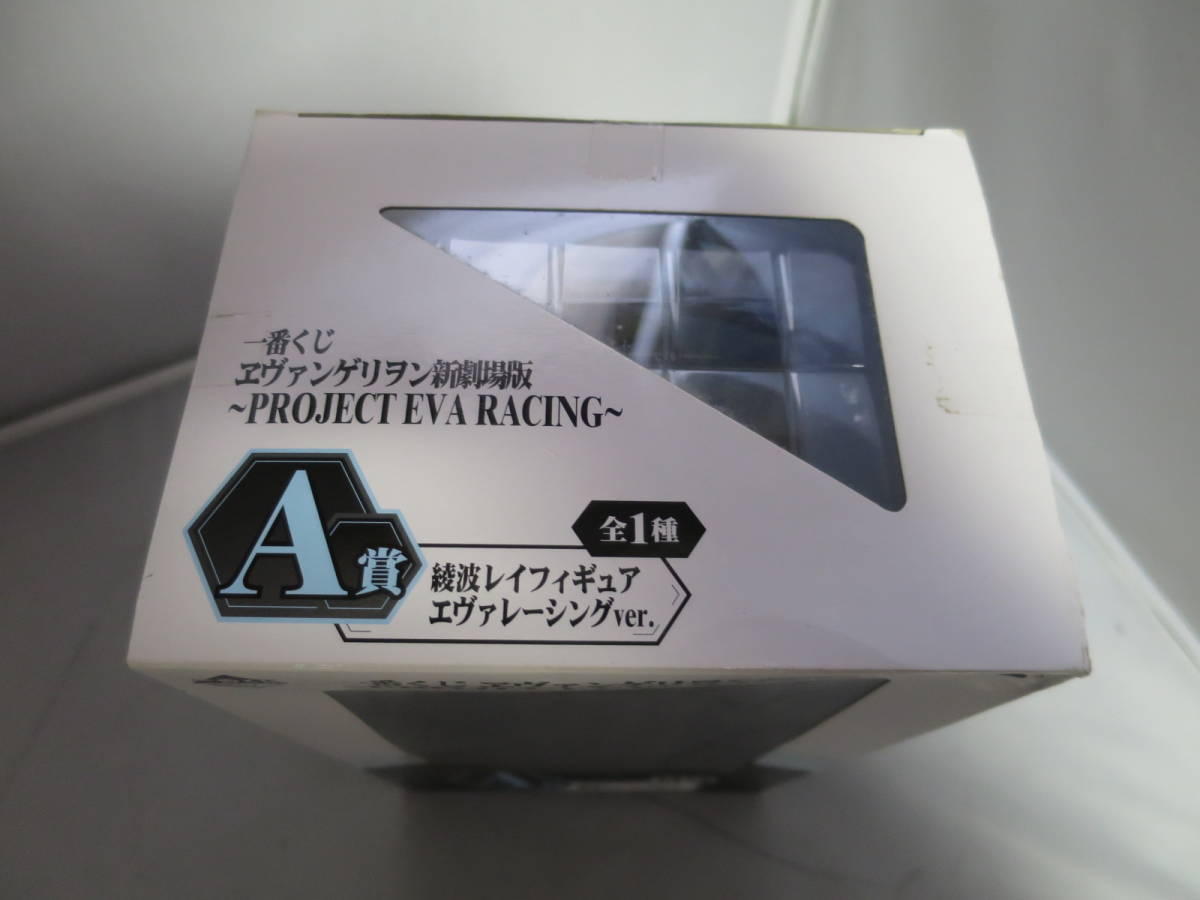 一番くじ
ヱヴァンゲリヲン新劇場版
~PROJECT EVA RACING~
A賞
全1種
綾波レイフィギュア
エヴァレーシングver.